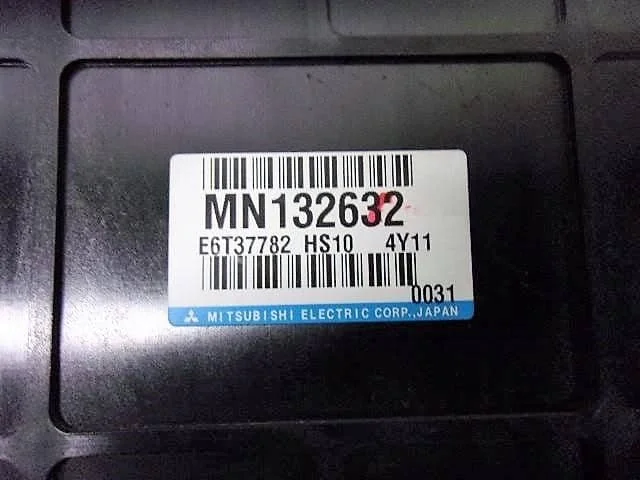 MN132632
E6T37782 HS10 4Y11
0031
MITSUBISHI ELECTRIC CORP.,JAPAN